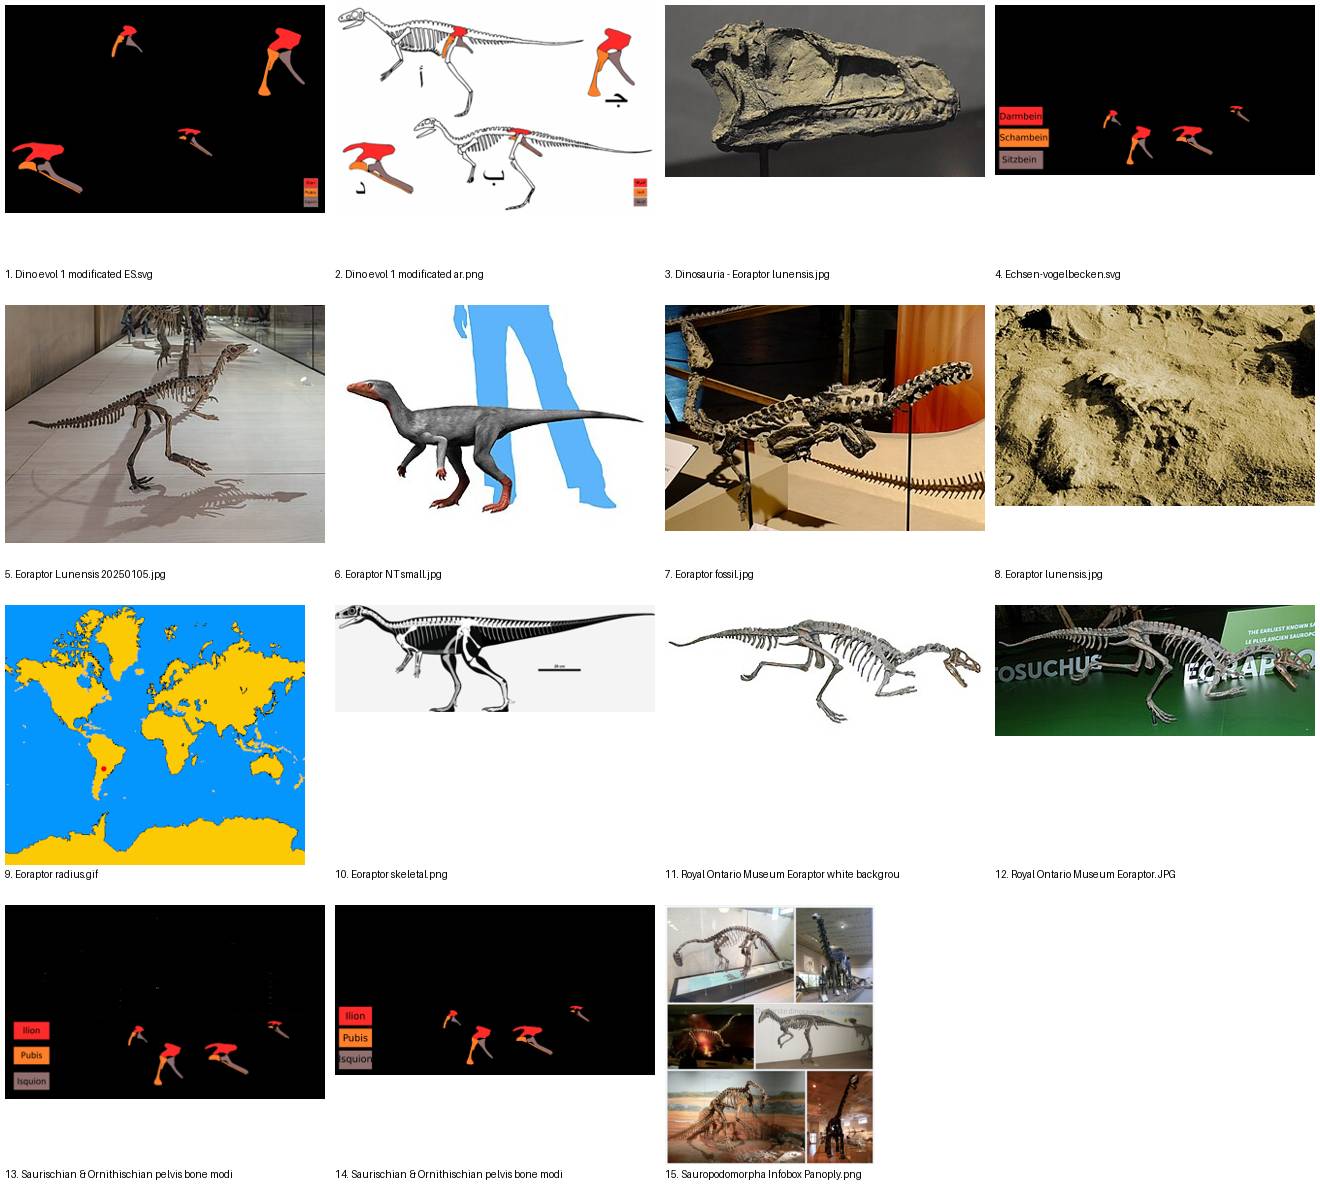 Ilion
Pubis
أ
ب
جـ
د
Darmbein
Schambein
Sitzbein
1. Dino evol 1 modificated ES.svg
2. Dino evol 1 modificated ar.png
3. Dinosauria - Eoraptor lunensis.jpg
4. Echsen-vogelbecken.svg
5. Eoraptor Lunensis 20250105.jpg
6. Eoraptor NT small.jpg
7. Eoraptor fossil.jpg
8. Eoraptor lunensis.jpg
THE EARLIEST KNOWN
LE PLUS ANCIEN
OSUCHUS
9. Eoraptor radius.gif
10. Eoraptor skeletal.png
11. Royal Ontario Museum Eoraptor white backgrou
12. Royal Ontario Museum Eoraptor.JPG
Ilion
Pubis
Isquion
Ilion
Pubis
Isquion
13. Saurischian & Ornithischian pelvis bone modi
14. Saurischian & Ornithischian pelvis bone modi
15. Sauropodomorpha Infobox Panoply.png